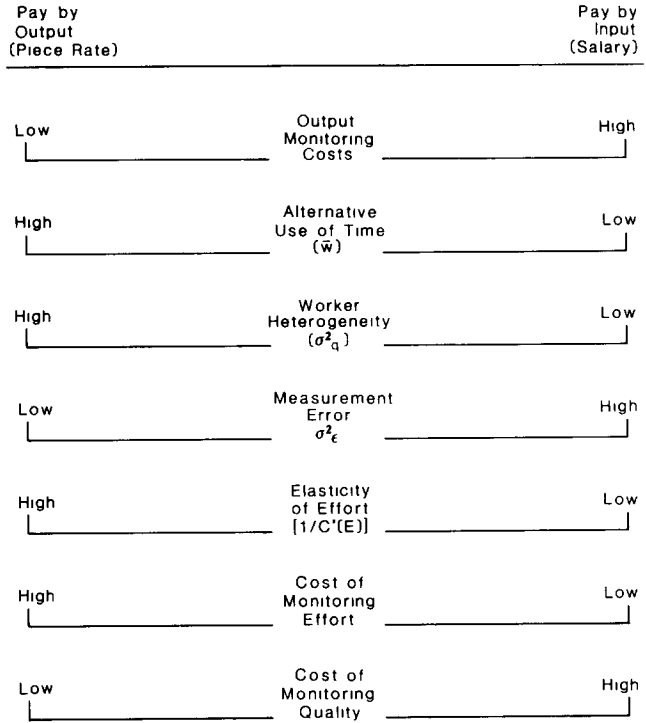 Pay by Output (Piece Rate)
Pay by Input (Salary)
Low
Output Monitoring Costs
High
High
Alternative Use of Time (w̄)
Low
High
Worker Heterogeneity (σ²q)
Low
Low
Measurement Error σ²ϵ
High
High
Elasticity of Effort [1/C'(E)]
Low
High
Cost of Monitoring Effort
Low
Low
Cost of Monitoring Quality
High